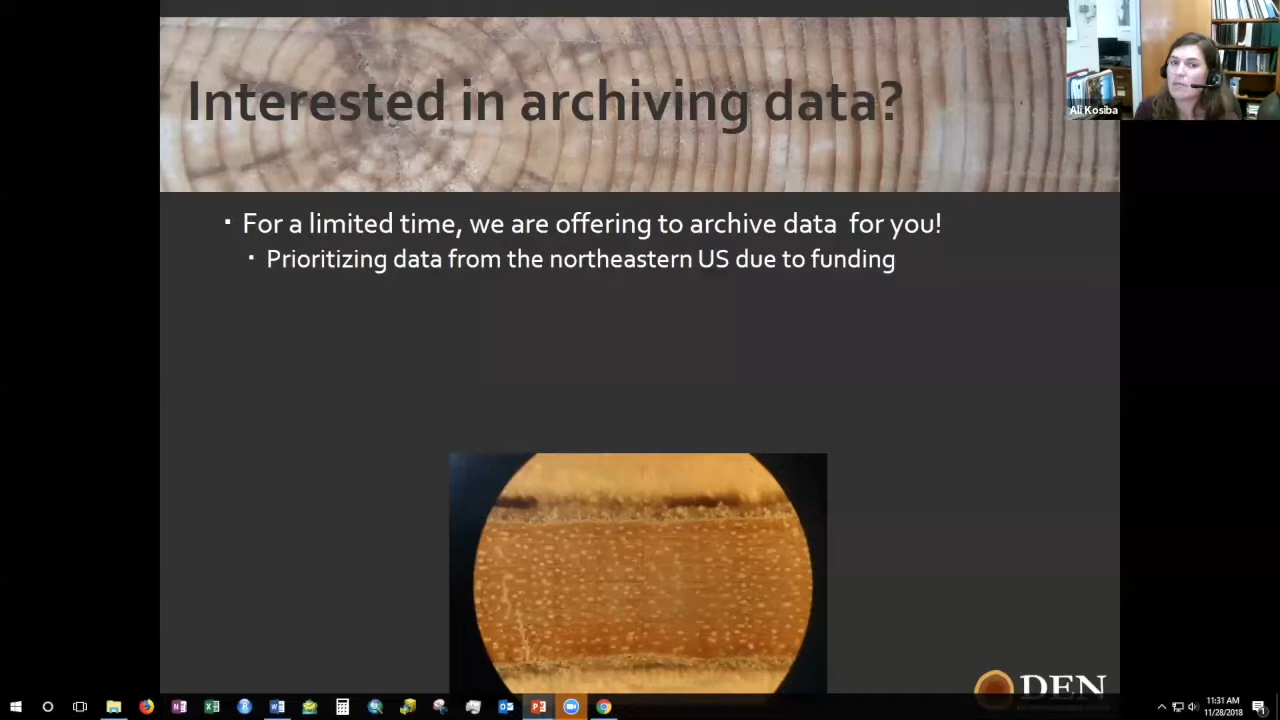 Interested in archiving data?
Ali Kosiba
▪ For a limited time, we are offering to archive data for you!
▪ Prioritizing data from the northeastern US due to funding
DEN
11:31 AM
11/28/2018